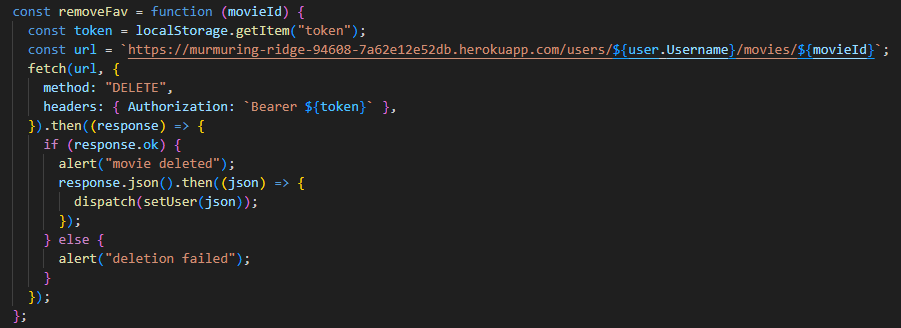 const removeFav = function (movieId) {
  const token = localStorage.getItem("token");
  const url = `https://murmuring-ridge-94608-7a62e12e52db.herokuapp.com/users/${user.Username}/movies/${movieId}`;
  fetch(url, {
    method: "DELETE",
    headers: { Authorization: `Bearer ${token}` },
  }).then((response) => {
    if (response.ok) {
      alert("movie deleted");
      response.json().then((json) => {
        dispatch(setUser(json));
      });
    } else {
      alert("deletion failed");
    }
  });
};